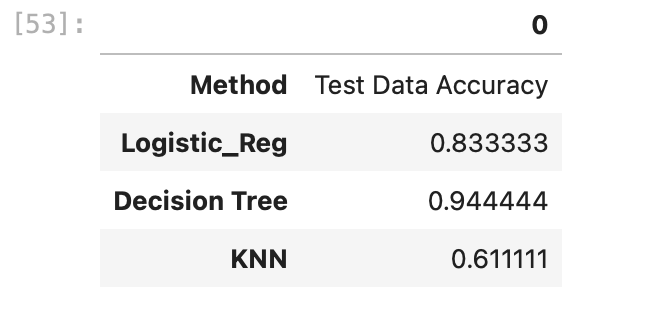 [53]: 0
Method Test Data Accuracy
Logistic_Reg 0.833333
Decision Tree 0.944444
KNN 0.611111